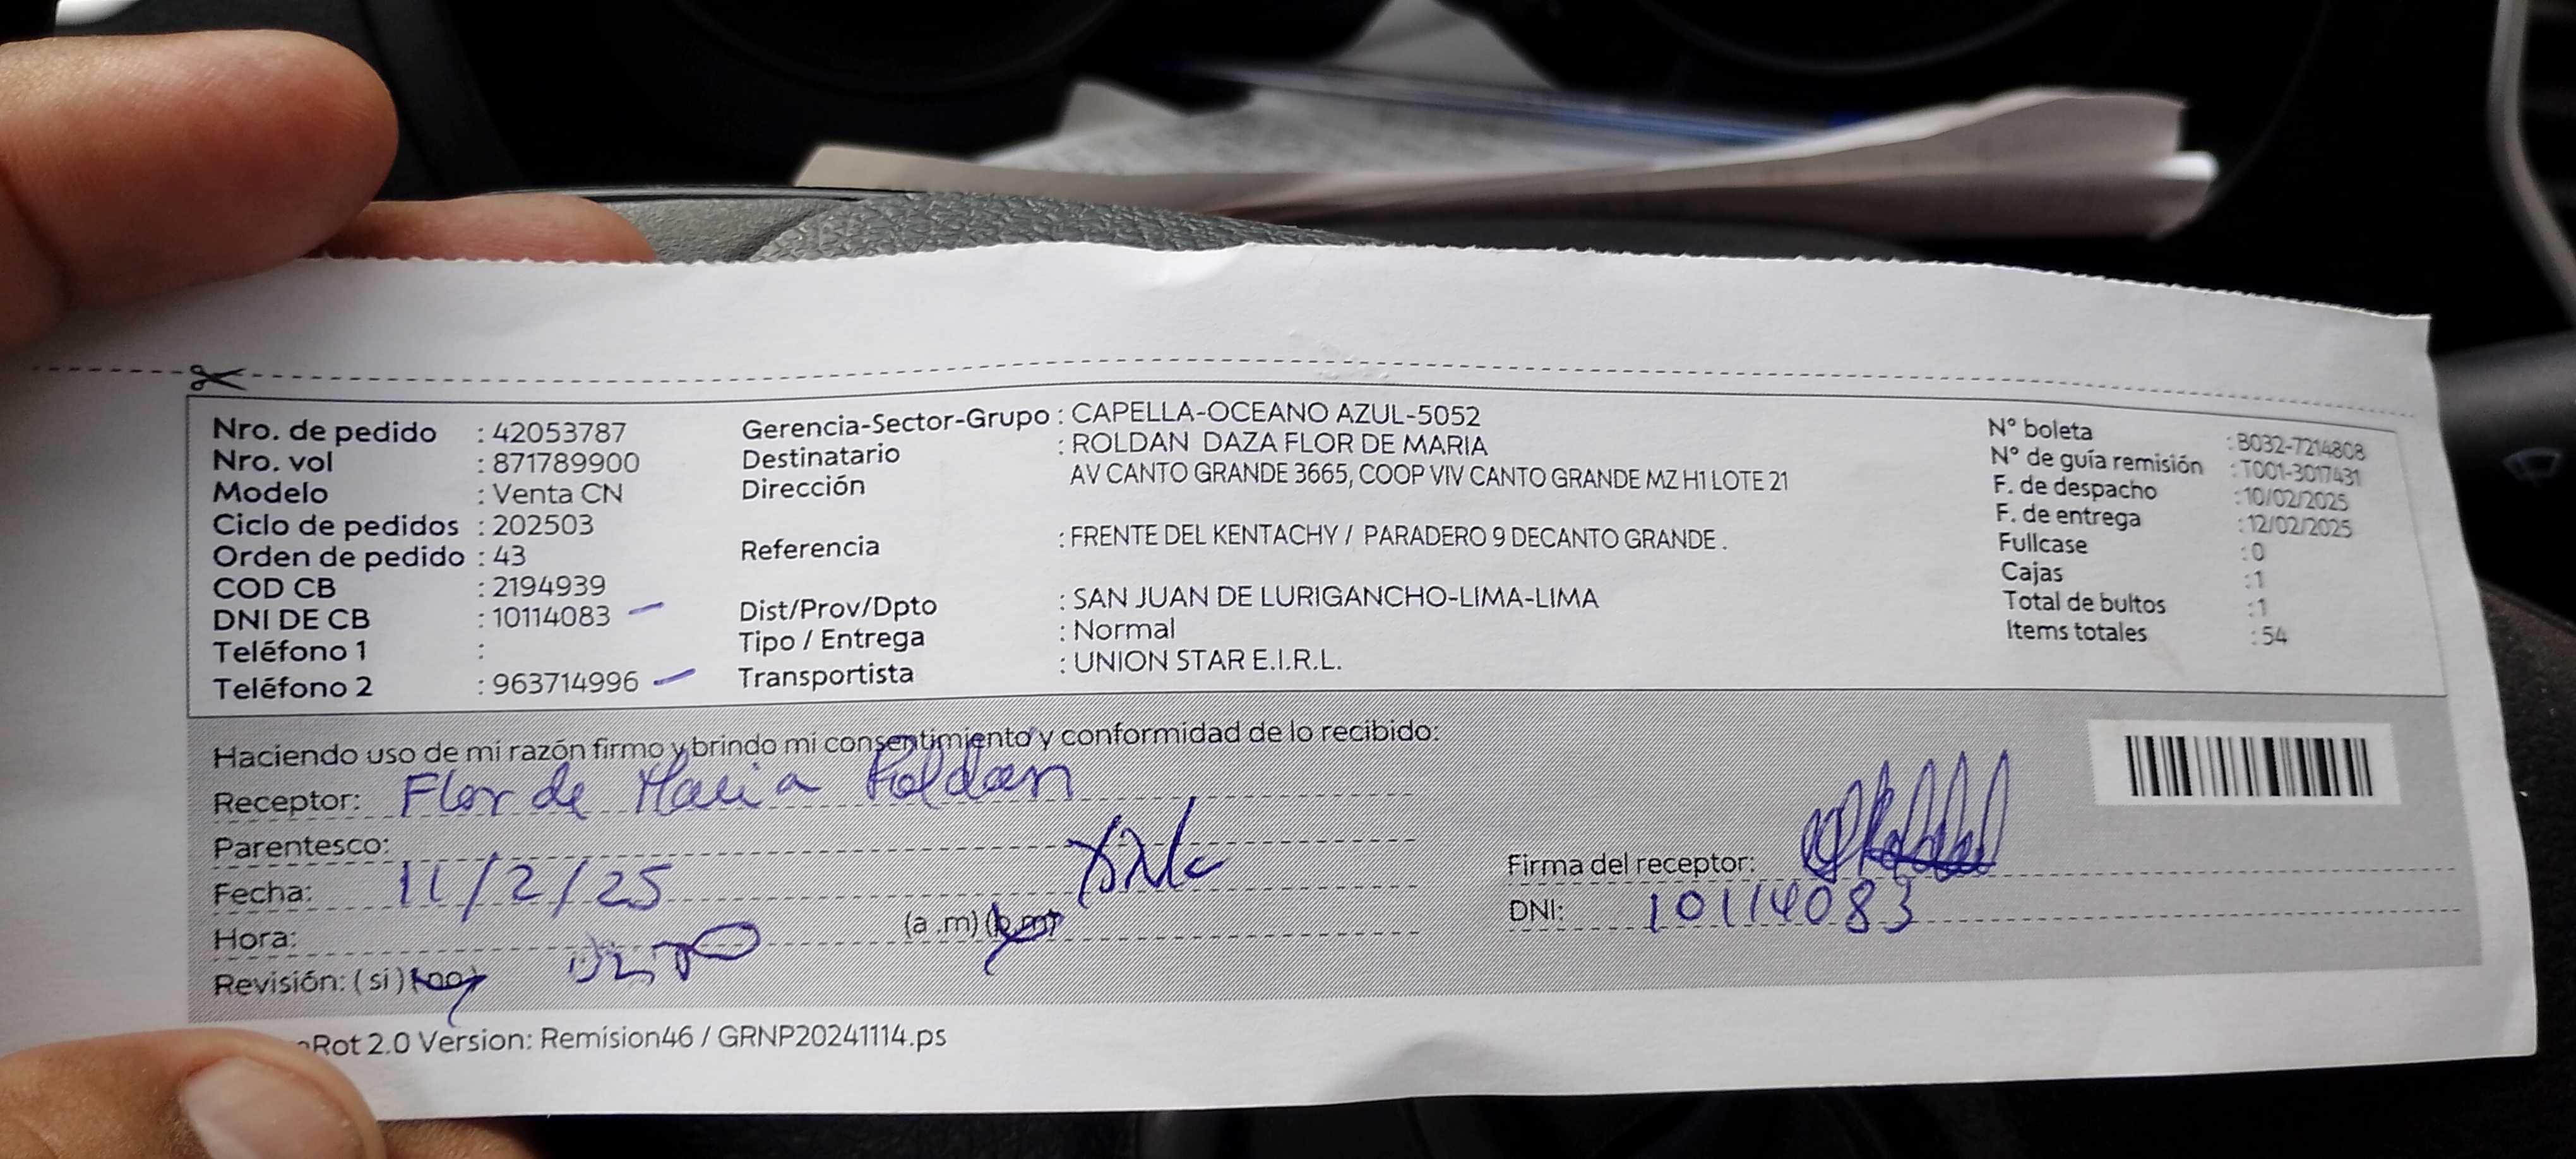 Nro. de pedido : 42053787
Nro. vol : 871789900
Modelo : Venta CN
Ciclo de pedidos : 202503
Orden de pedido : 43
COD CB : 2194939
DNI DE CB : 10114083
Teléfono 1 :
Teléfono 2 : 963714996
Gerencia-Sector-Grupo : CAPELLA-OCEANO AZUL-5052
Destinatario : ROLDAN DAZA FLOR DE MARIA
Dirección AV CANTO GRANDE 3665, COOP VIV CANTO GRANDE MZ H1 LOTE 21
Referencia : FRENTE DEL KENTACHY / PARADERO 9 DECANTO GRANDE .
Dist/Prov/Dpto : SAN JUAN DE LURIGANCHO-LIMA-LIMA
Tipo / Entrega : Normal
Transportista : UNION STAR E.I.R.L.
N° boleta : B032-7214808
N° de guía remisión : T001-3017431
F. de despacho : 10/02/2025
F. de entrega : 12/02/2025
Fullcase : 0
Cajas : 1
Total de bultos : 1
Items totales : 54
Haciendo uso de mi razón firmo y brindo mi consentimiento y conformidad de lo recibido:
Receptor: Flor de Maria Roldan
Parentesco:
Fecha: 11/2/25
Hora: (a .m) (p.m)
Revisión: (si) (no)
Firma del receptor:
DNI: 10114083
Rot 2.0 Version: Remision46 / GRNP20241114.ps